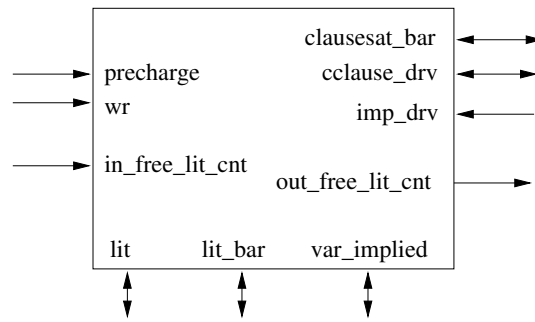 clausesat_bar
precharge
cclause_drv
wr
imp_drv
in_free_lit_cnt
out_free_lit_cnt
lit lit_bar var_implied